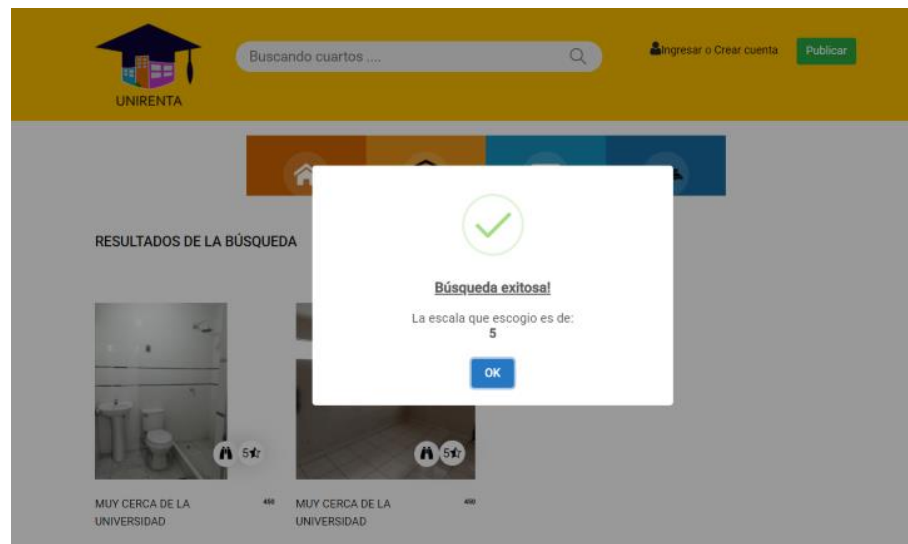 Buscando cuartos ....
Ingresar o Crear cuenta
Publicar
UNIRENTA
RESULTADOS DE LA BÚSQUEDA
Búsqueda exitosa!
La escala que escogio es de:
5
OK
5
5
MUY CERCA DE LA
UNIVERSIDAD
450
MUY CERCA DE LA
UNIVERSIDAD